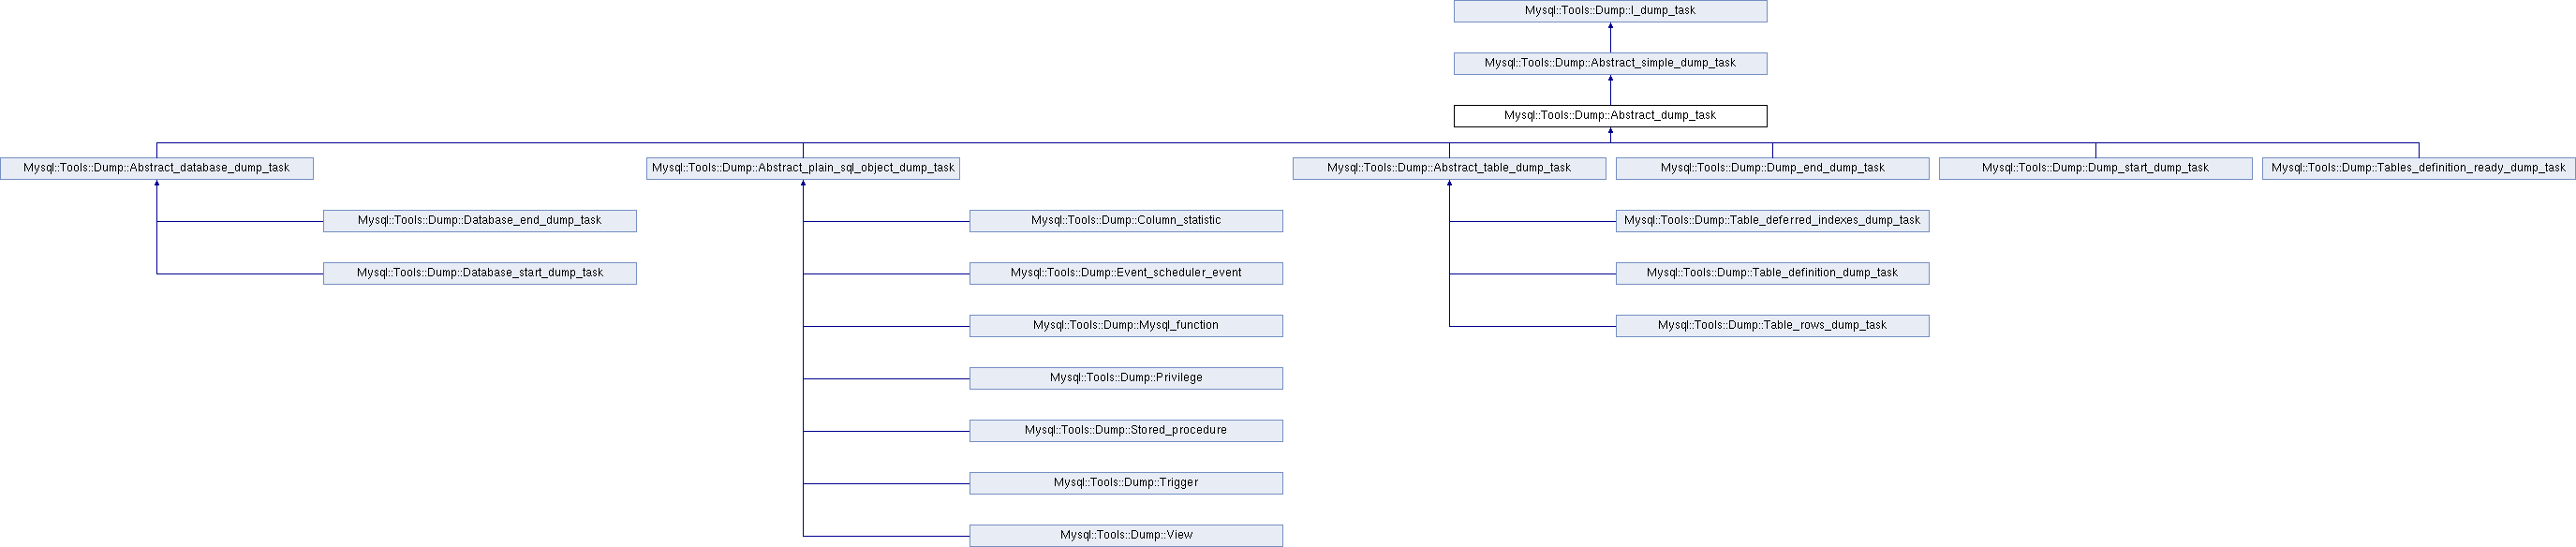 Mysql::Tools::Dump::I_dump_task
Mysql::Tools::Dump::Abstract_simple_dump_task
Mysql::Tools::Dump::Abstract_dump_task
Mysql::Tools::Dump::Abstract_database_dump_task
Mysql::Tools::Dump::Abstract_plain_sql_object_dump_task
Mysql::Tools::Dump::Abstract_table_dump_task
Mysql::Tools::Dump::Dump_end_dump_task
Mysql::Tools::Dump::Dump_start_dump_task
Mysql::Tools::Dump::Tables_definition_ready_dump_task
Mysql::Tools::Dump::Database_end_dump_task
Mysql::Tools::Dump::Column_statistic
Mysql::Tools::Dump::Table_deferred_indexes_dump_task
Mysql::Tools::Dump::Database_start_dump_task
Mysql::Tools::Dump::Event_scheduler_event
Mysql::Tools::Dump::Table_definition_dump_task
Mysql::Tools::Dump::Mysql_function
Mysql::Tools::Dump::Table_rows_dump_task
Mysql::Tools::Dump::Privilege
Mysql::Tools::Dump::Stored_procedure
Mysql::Tools::Dump::Trigger
Mysql::Tools::Dump::View